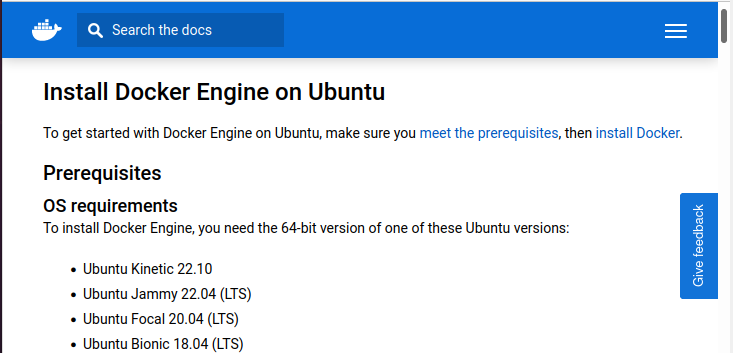 Search the docs
Install Docker Engine on Ubuntu
To get started with Docker Engine on Ubuntu, make sure you meet the prerequisites, then install Docker.
Prerequisites
OS requirements
To install Docker Engine, you need the 64-bit version of one of these Ubuntu versions:
• Ubuntu Kinetic 22.10
• Ubuntu Jammy 22.04 (LTS)
• Ubuntu Focal 20.04 (LTS)
• Ubuntu Bionic 18.04 (LTS)
Give feedback